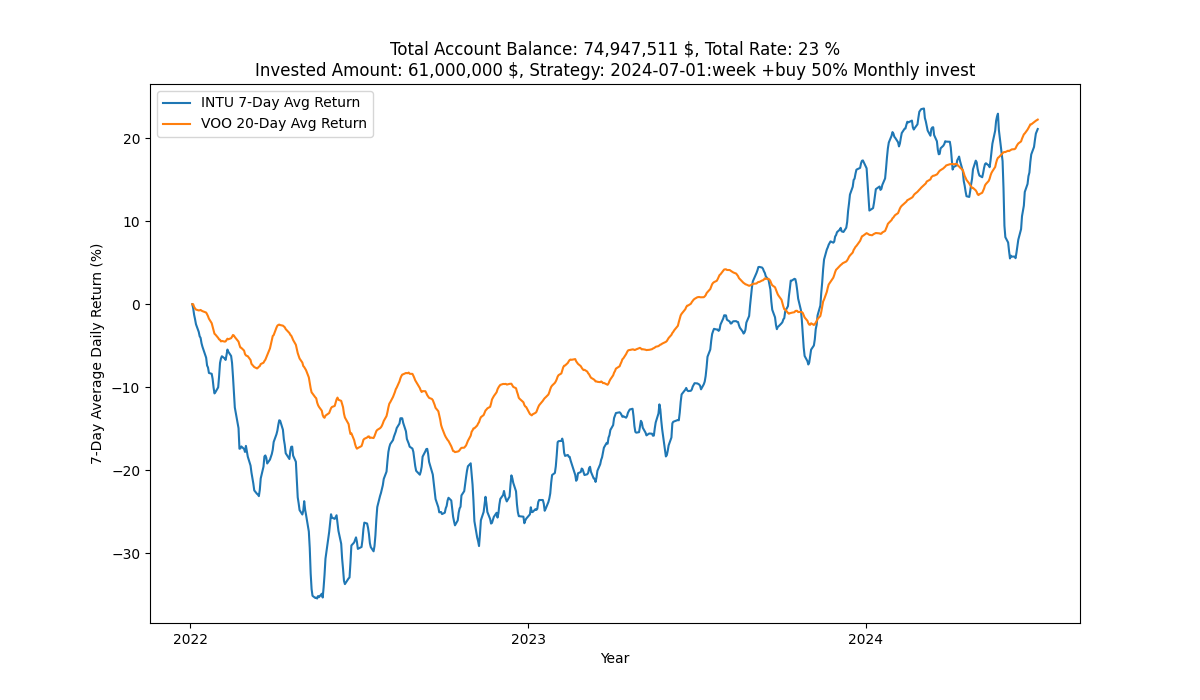 Total Account Balance: 74,947,511 $, Total Rate: 23 %
Invested Amount: 61,000,000 $, Strategy: 2024-07-01:week +buy 50% Monthly invest
INTU 7-Day Avg Return
VOO 20-Day Avg Return
7-Day Average Daily Return (%)
20
10
0
−10
−20
−30
2022
2023
2024
Year